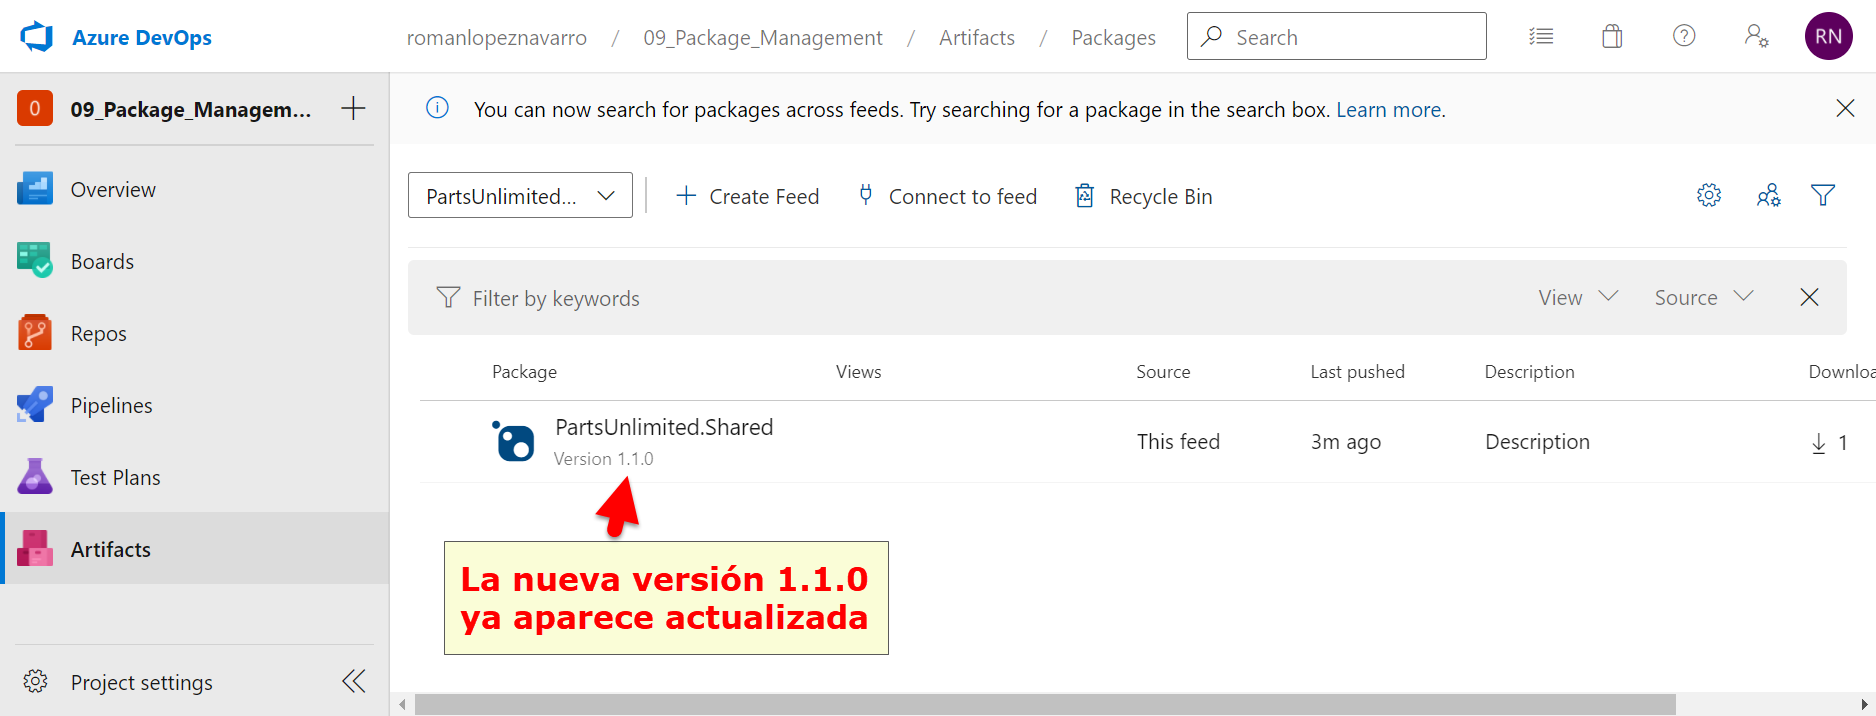 Azure DevOps
romanlopeznavarro / 09_Package_Management / Artifacts / Packages
Search
RN
0 09_Package_Managem...
You can now search for packages across feeds. Try searching for a package in the search box. Learn more.
Overview
Boards
Repos
Pipelines
Test Plans
Artifacts
Project settings
PartsUnlimited...
Create Feed
Connect to feed
Recycle Bin
Filter by keywords
View
Source
Package Views Source Last pushed Description Downloa
PartsUnlimited.Shared
Version 1.1.0
This feed 3m ago Description 1
La nueva versión 1.1.0
ya aparece actualizada